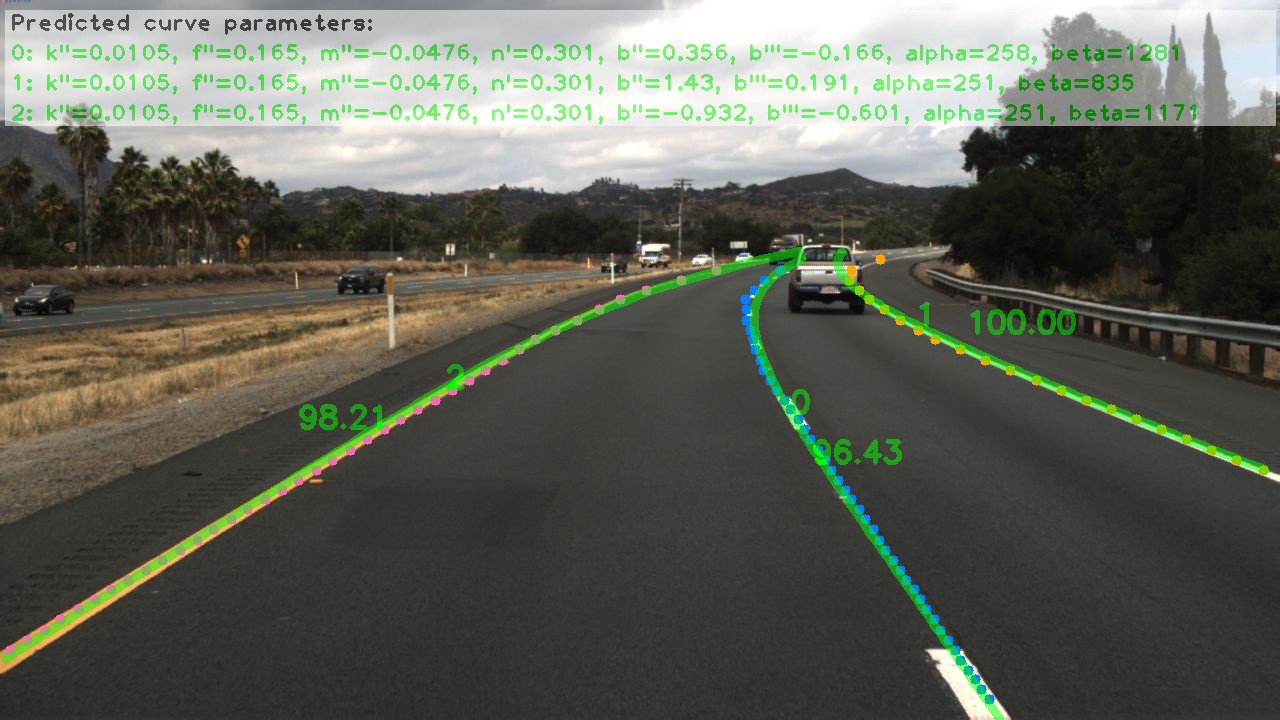 Predicted curve parameters:
0: k''=0.0105, f''=0.165, m''=-0.0476, n'=0.301, b''=0.356, b'''=-0.166, alpha=258, beta=1281
1: k''=0.0105, f''=0.165, m''=-0.0476, n'=0.301, b''=1.43, b'''=0.191, alpha=251, beta=835
2: k''=0.0105, f''=0.165, m''=-0.0476, n'=0.301, b''=-0.932, b'''=-0.601, alpha=251, beta=1171
1 100.00
2
0
98.21
96.43